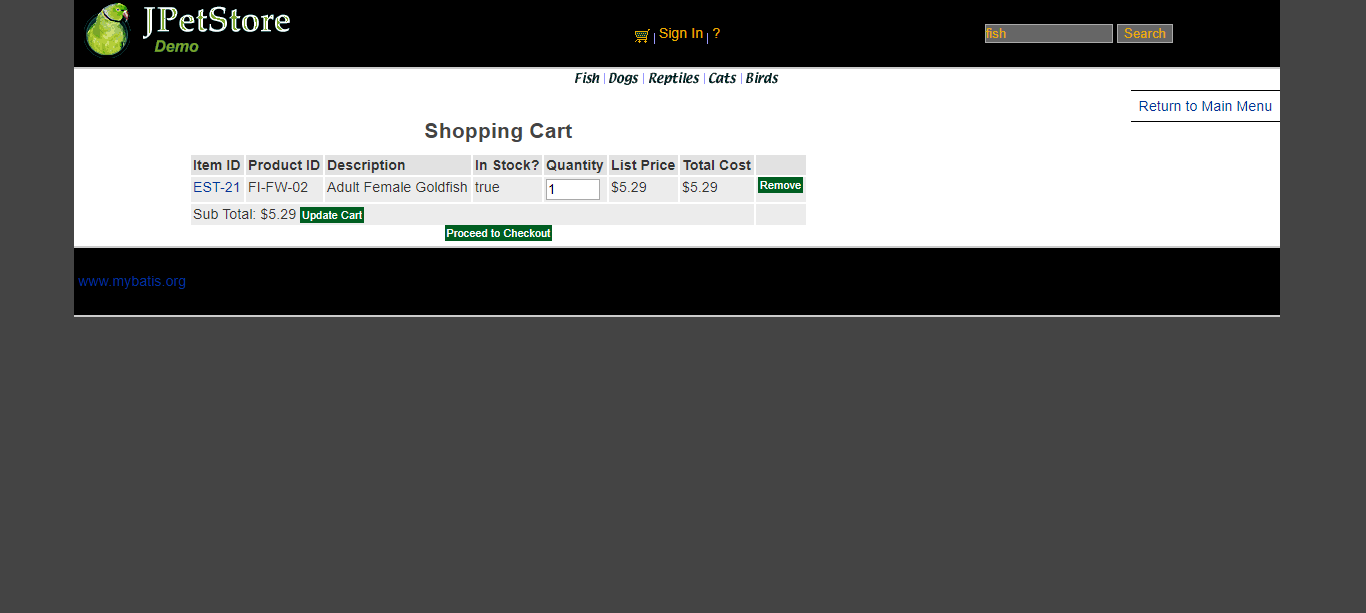 JPetStore
Demo
Sign In ?
fish Search
Fish | Dogs | Reptiles | Cats | Birds
Return to Main Menu
Shopping Cart
Item ID Product ID Description In Stock? Quantity List Price Total Cost
EST-21 FI-FW-02 Adult Female Goldfish true 1 $5.29 $5.29 Remove
Sub Total: $5.29 Update Cart
Proceed to Checkout
www.mybatis.org